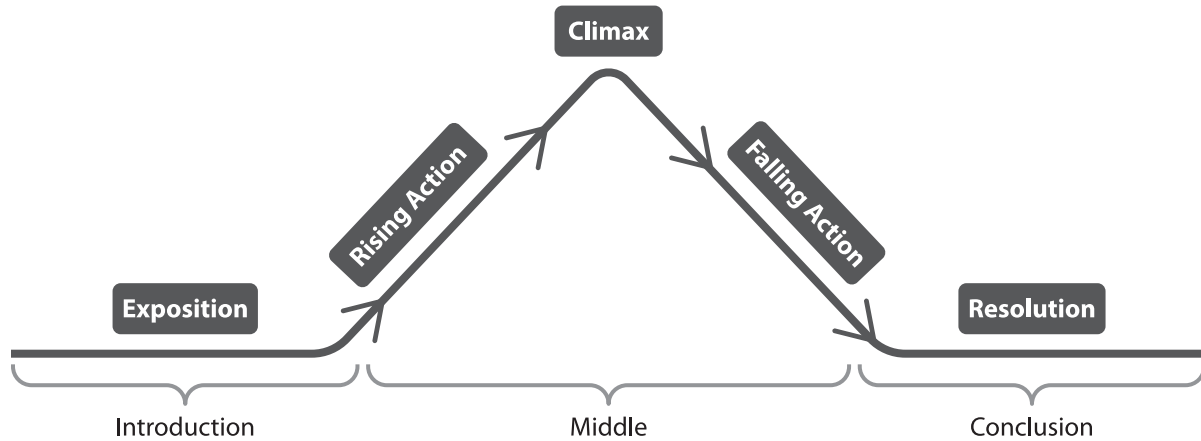 Climax
Rising Action
Falling Action
Exposition
Resolution
Introduction
Middle
Conclusion